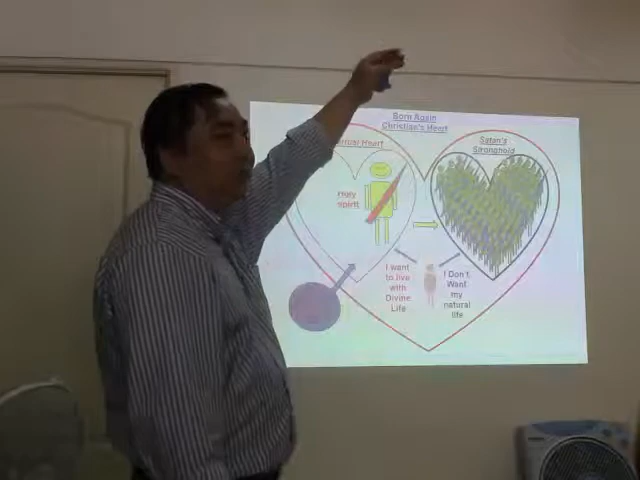 Born Again
Christian's Heart
Heart
Satan's
Stronghold
Holy
spirit
I want
to live
with
Divine
Life
I Don't
Want
my
natural
life